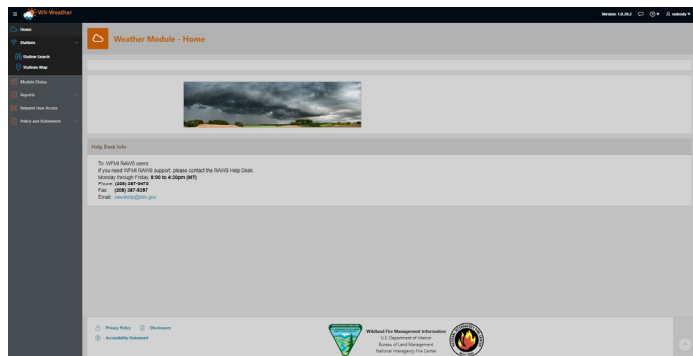 WX-Weather
Version: 1.0.20.2
nobody
Home
Stations
Station Search
Stations Map
Module Status
Reports
Request User Access
Policy and Statements
Weather Module - Home
Help Desk Info
To: WFMI RAWS users
If you need WFMI RAWS support, please contact the RAWS Help Desk.
Monday through Friday, 8:00 to 4:30pm (MT)
Phone: (208) 387-5475
Fax: (208) 387-6397
Email: rawshelp@blm.gov
- Privacy Policy - Disclosures
- Accessibility Statement
Wildland Fire Management Information
U.S. Department of Interior
Bureau of Land Management
National Interagency Fire Center